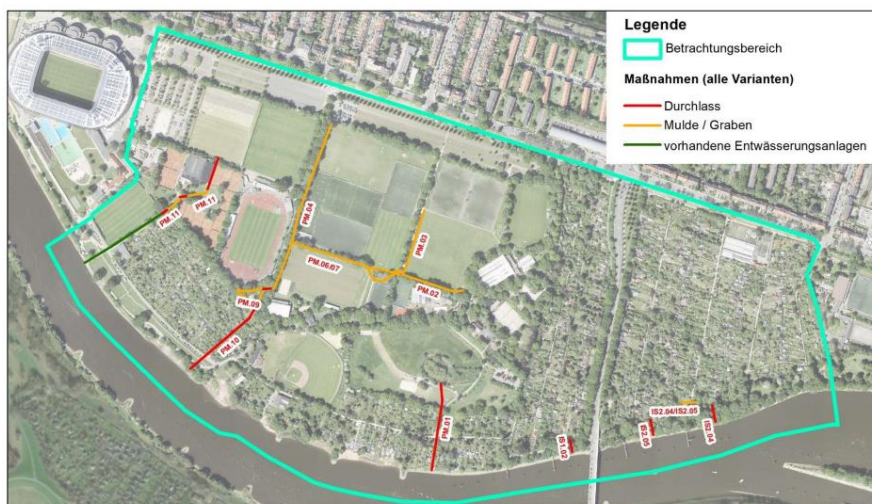 Legende
Betrachtungsbereich
Maßnahmen (alle Varianten)
Durchlass
Mulde / Graben
vorhandene Entwässerungsanlagen
PM.11
PM.11
PM.04
PM.03
PM.06/07
PM.02
PM.09
PM.10
PM.01
IS1.02
IS2.04/IS2.05
IS2.05
IS2.04